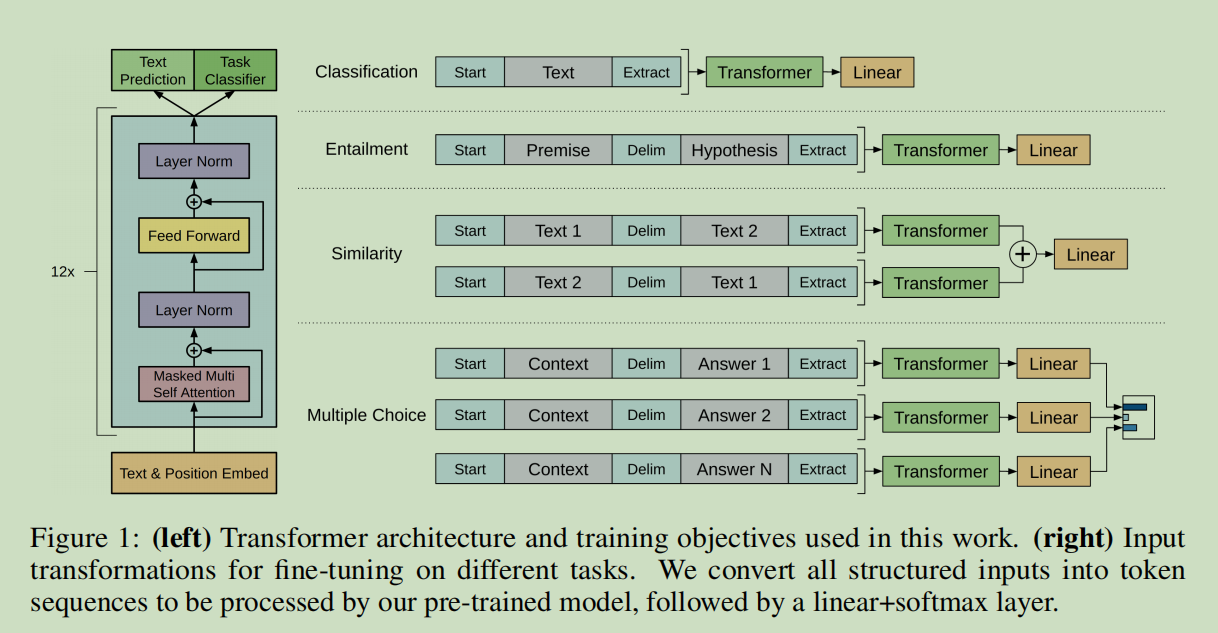 Text
Prediction
Task
Classifier
Layer Norm
Feed Forward
12x
Layer Norm
Masked Multi
Self Attention
Text & Position Embed
Classification
Start Text Extract Transformer Linear
Entailment
Start Premise Delim Hypothesis Extract Transformer Linear
Similarity
Start Text 1 Delim Text 2 Extract Transformer
Start Text 2 Delim Text 1 Extract Transformer
Linear
Multiple Choice
Start Context Delim Answer 1 Extract Transformer Linear
Start Context Delim Answer 2 Extract Transformer Linear
Start Context Delim Answer N Extract Transformer Linear
Figure 1: (left) Transformer architecture and training objectives used in this work. (right) Input
transformations for fine-tuning on different tasks. We convert all structured inputs into token
sequences to be processed by our pre-trained model, followed by a linear+softmax layer.